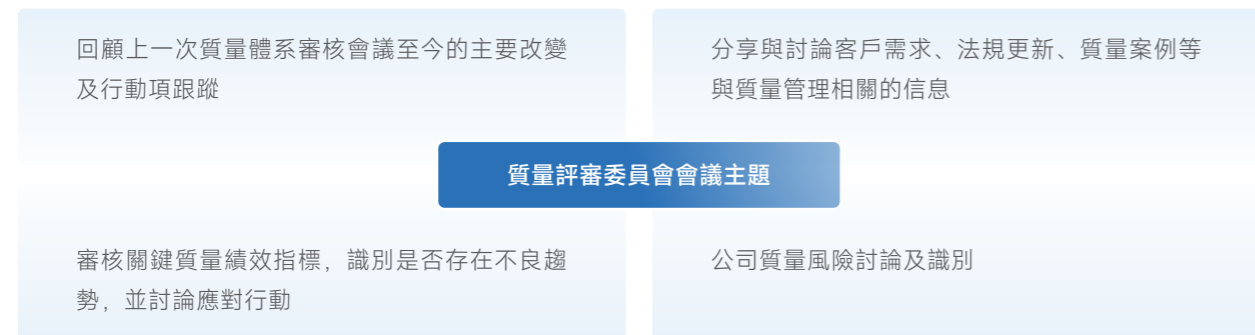 回顧上一次質量體系審核會議至今的主要改變
及行動項跟蹤
分享與討論客戶需求、法規更新、質量案例等
與質量管理相關的信息
質量評審委員會會議主題
審核關鍵質量績效指標，識別是否存在不良趨
勢，並討論應對行動
公司質量風險討論及識別